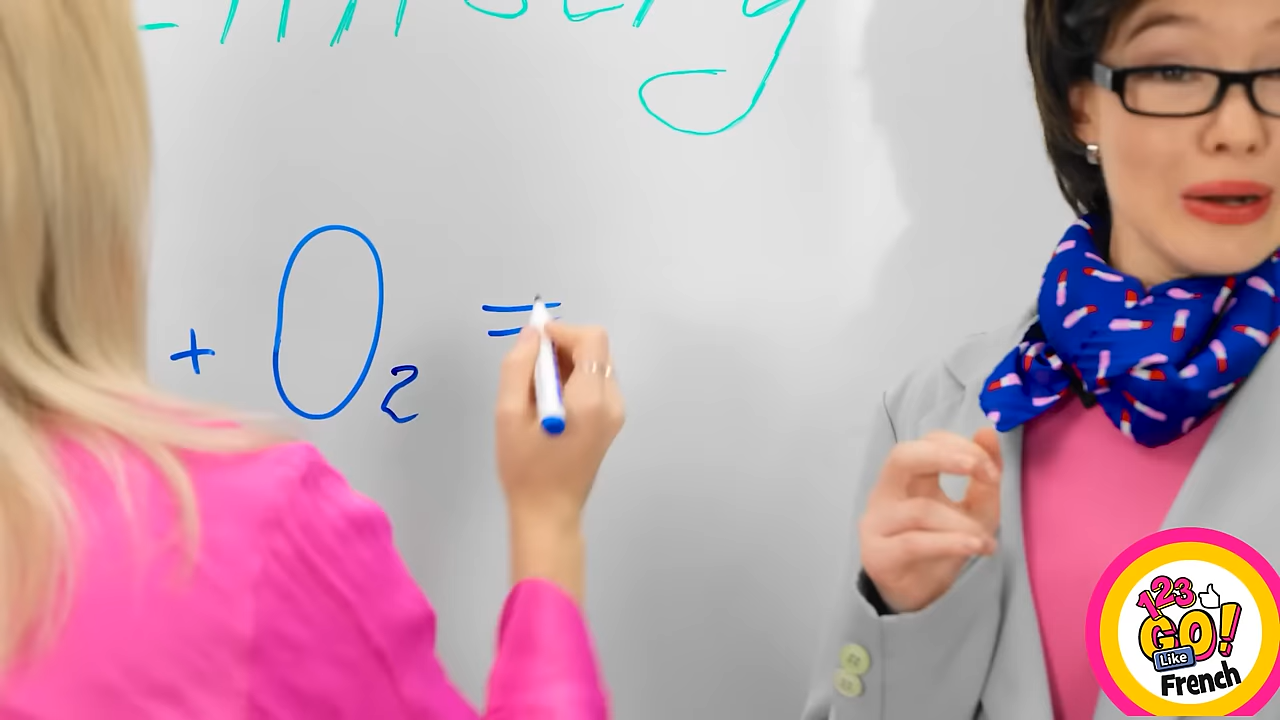 + O₂ =
123
GO!
Like
French